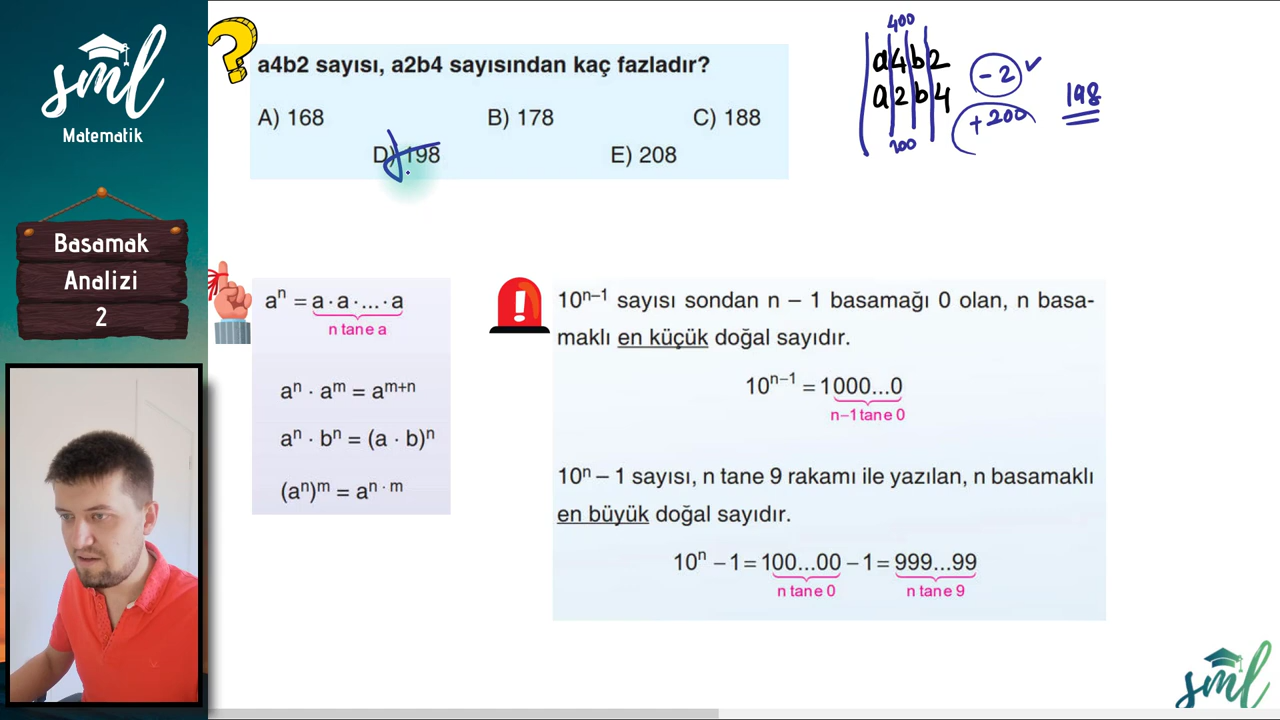 sml
Matematik
Basamak
Analizi
2
a4b2 sayısı, a2b4 sayısından kaç fazladır?
A) 168 B) 178 C) 188
D) 198 E) 208
400
a4b2
a2b4
200
-2
+200
198
aⁿ = a · a · ... · a
n tane a
aⁿ · aᵐ = aᵐ⁺ⁿ
aⁿ · bⁿ = (a · b)ⁿ
(aⁿ)ᵐ = aⁿ · ᵐ
10ⁿ⁻¹ sayısı sondan n – 1 basamağı 0 olan, n basa-
maklı en küçük doğal sayıdır.
10ⁿ⁻¹ = 1000...0
n–1 tane 0
10ⁿ – 1 sayısı, n tane 9 rakamı ile yazılan, n basamaklı
en büyük doğal sayıdır.
10ⁿ – 1 = 100...00 – 1 = 999...99
n tane 0 n tane 9
sml